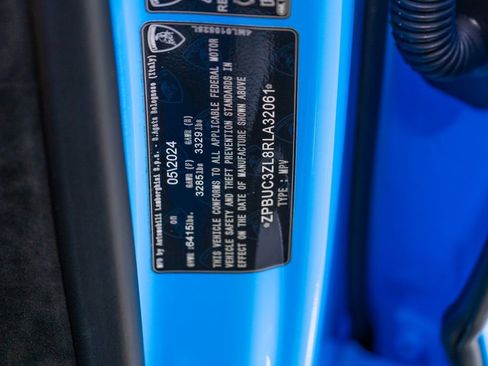 MFD by Automobili Lamborghini S.p.A. - S.Agata Bolognese (Italy)
on 05\2024
GVWR :6415lbs. GAWR (F) 3285lbs GAWR (R) 3329lbs
THIS VEHICLE CONFORMS TO ALL APPLICABLE FEDERAL MOTOR
VEHICLE SAFETY AND THEFT PREVENTION STANDARDS IN
EFFECT ON THE DATE OF MANUFACTURE SHOWN ABOVE
*ZPBUC3ZL8RLA32061*
TYPE : MPV